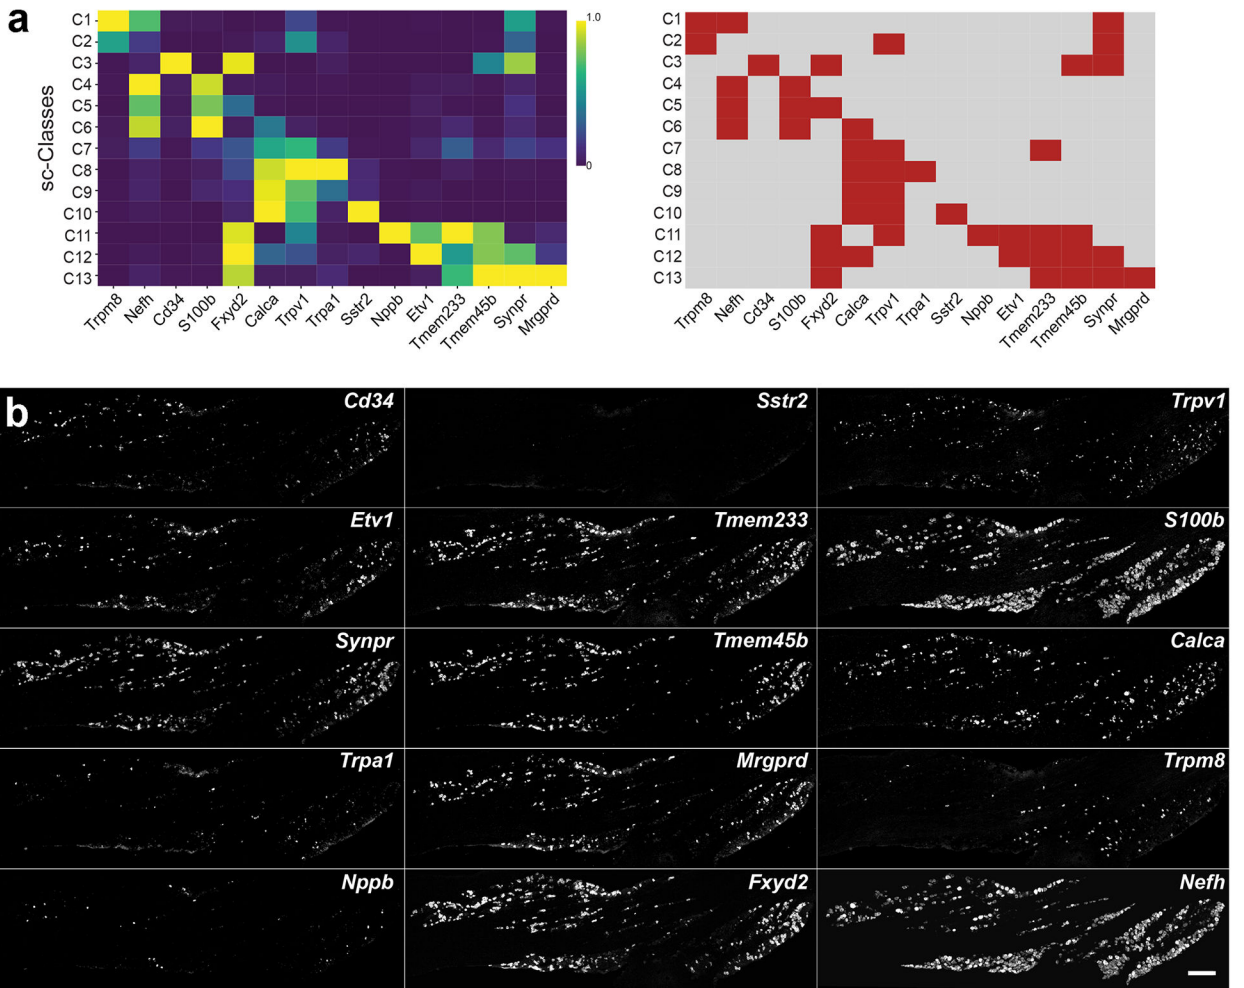 a
sc-Classes
C1
C2
C3
C4
C5
C6
C7
C8
C9
C10
C11
C12
C13
Trpm8
Nefh
Cd34
S100b
Fxyd2
Calca
Trpv1
Trpa1
Sstr2
Nppb
Etv1
Tmem233
Tmem45b
Synpr
Mrgprd
1.0
0
C1
C2
C3
C4
C5
C6
C7
C8
C9
C10
C11
C12
C13
Trpm8
Nefh
Cd34
S100b
Fxyd2
Calca
Trpv1
Trpa1
Sstr2
Nppb
Etv1
Tmem233
Tmem45b
Synpr
Mrgprd
b
Cd34
Sstr2
Trpv1
Etv1
Tmem233
S100b
Synpr
Tmem45b
Calca
Trpa1
Mrgprd
Trpm8
Nppb
Fxyd2
Nefh